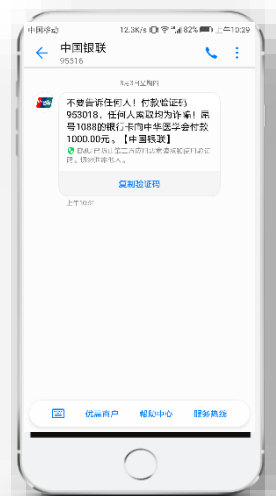 中国移动 12.3K/s 82% 上午10:29
中国银联
95516
不要告诉任何人！付款验证码
953018，任何人索取均为诈骗！尾
号1088的银行卡向中华医学会付款
1000.00元。【中国银联】
复制验证码
上午10:01
优惠商户 帮助中心 服务热线